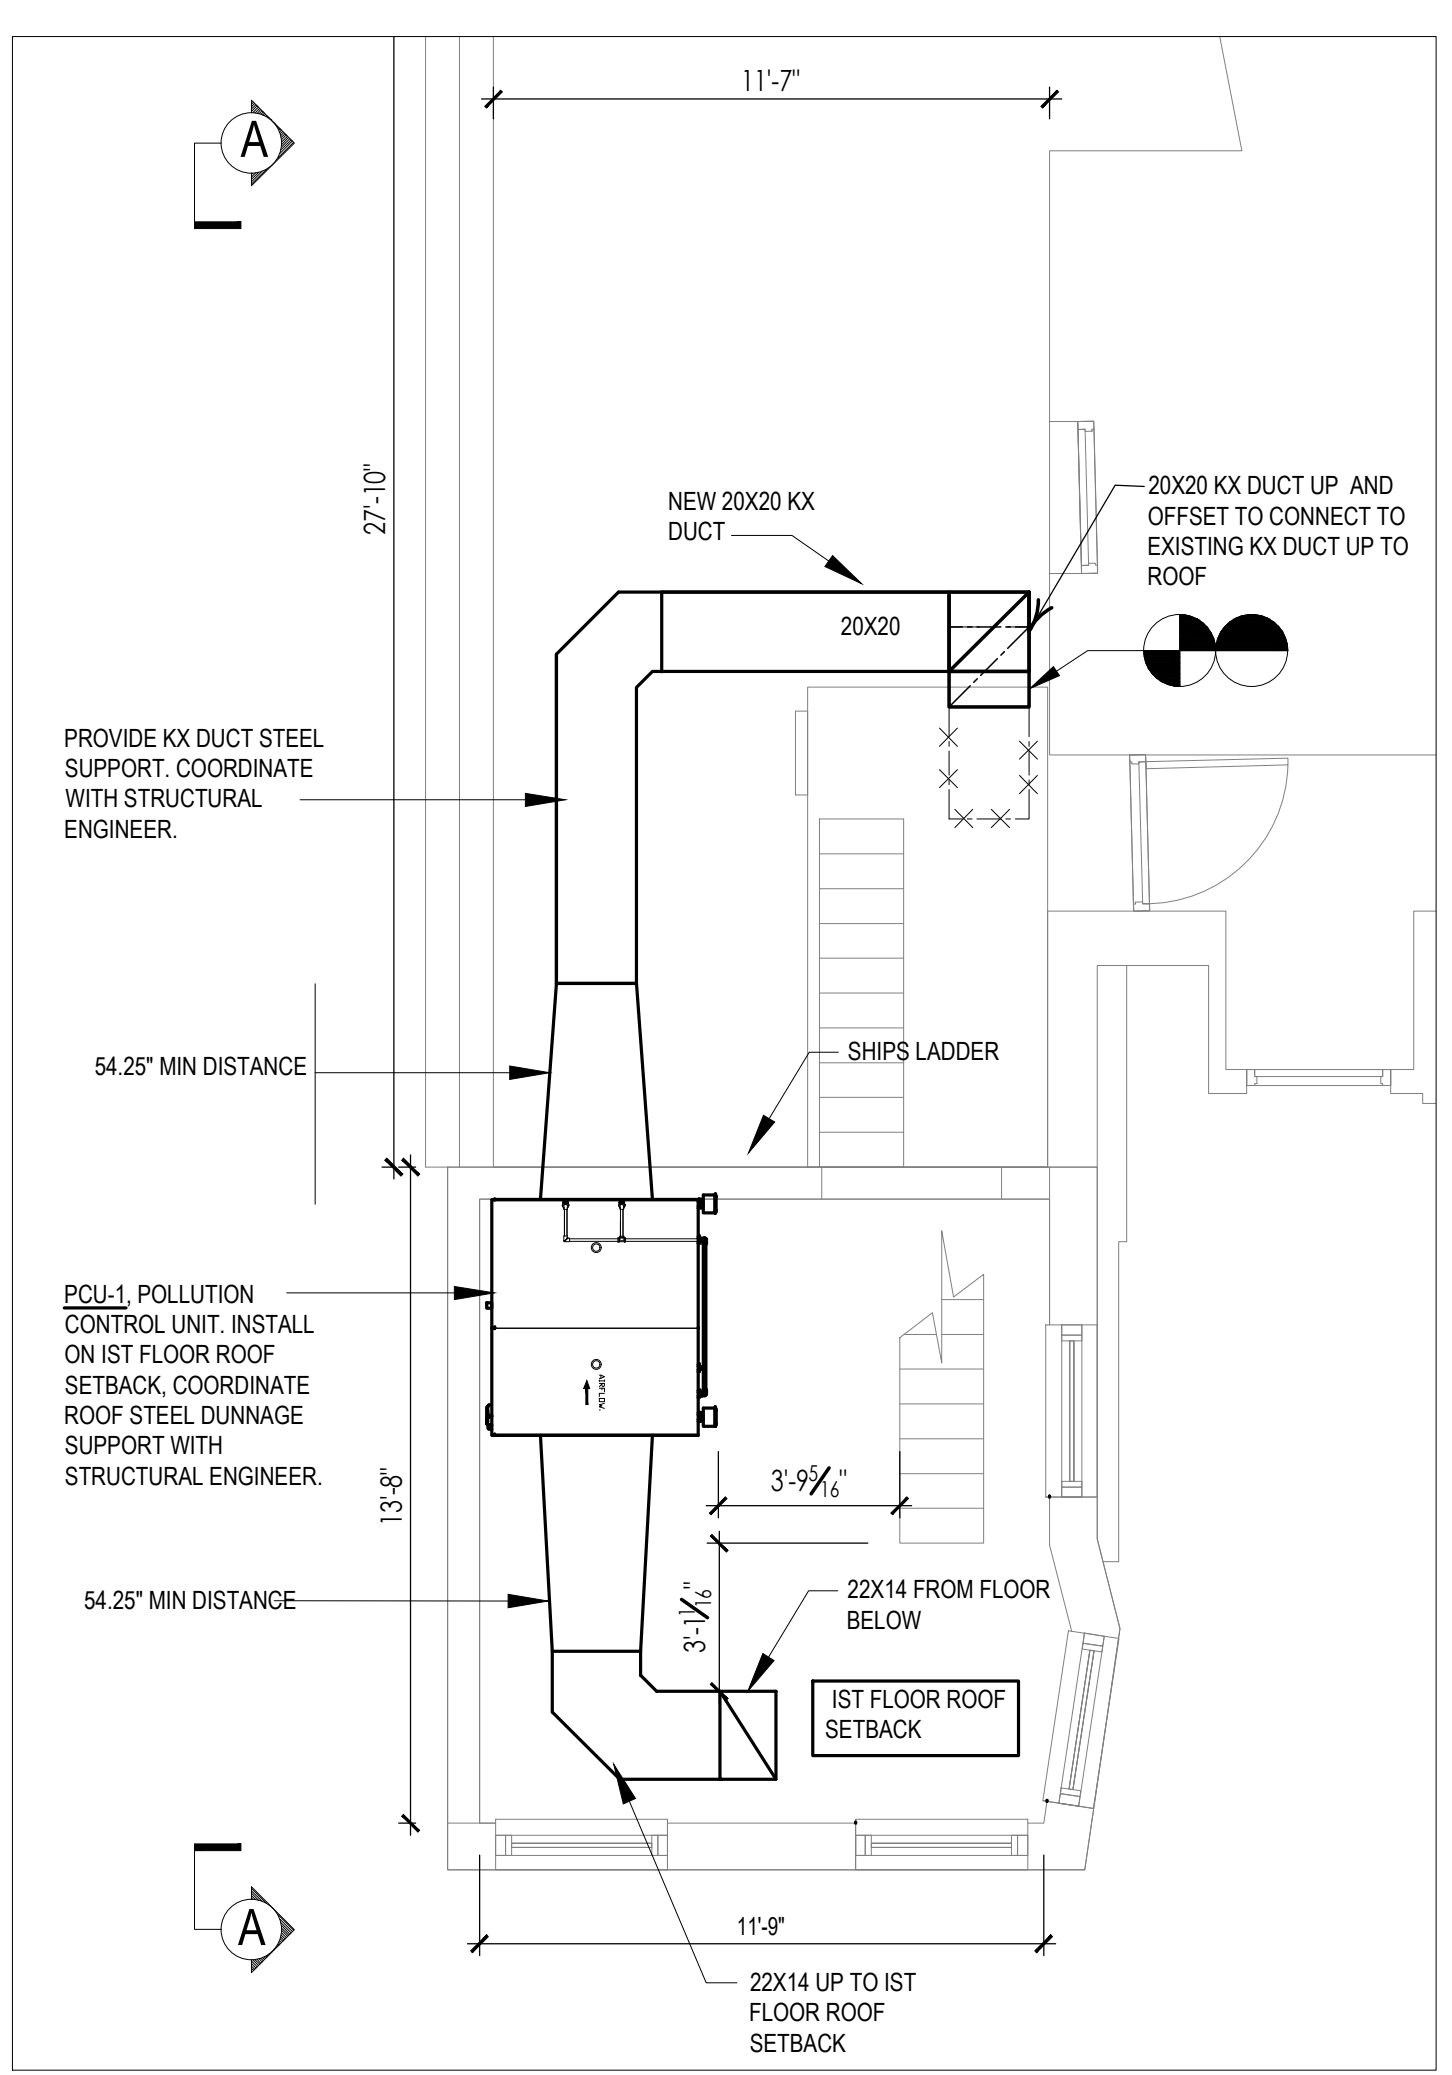 11'-7"
A
27'-10"
NEW 20X20 KX
DUCT
20X20 KX DUCT UP AND
OFFSET TO CONNECT TO
EXISTING KX DUCT UP TO
ROOF
20X20
PROVIDE KX DUCT STEEL
SUPPORT. COORDINATE
WITH STRUCTURAL
ENGINEER.
SHIPS LADDER
54.25" MIN DISTANCE
PCU-1, POLLUTION
CONTROL UNIT. INSTALL
ON IST FLOOR ROOF
SETBACK, COORDINATE
ROOF STEEL DUNNAGE
SUPPORT WITH
STRUCTURAL ENGINEER.
AIRFLOW.
13'-8"
3'-9 5/16"
54.25" MIN DISTANCE
3'-1 1/16"
22X14 FROM FLOOR
BELOW
IST FLOOR ROOF
SETBACK
A
11'-9"
22X14 UP TO IST
FLOOR ROOF
SETBACK